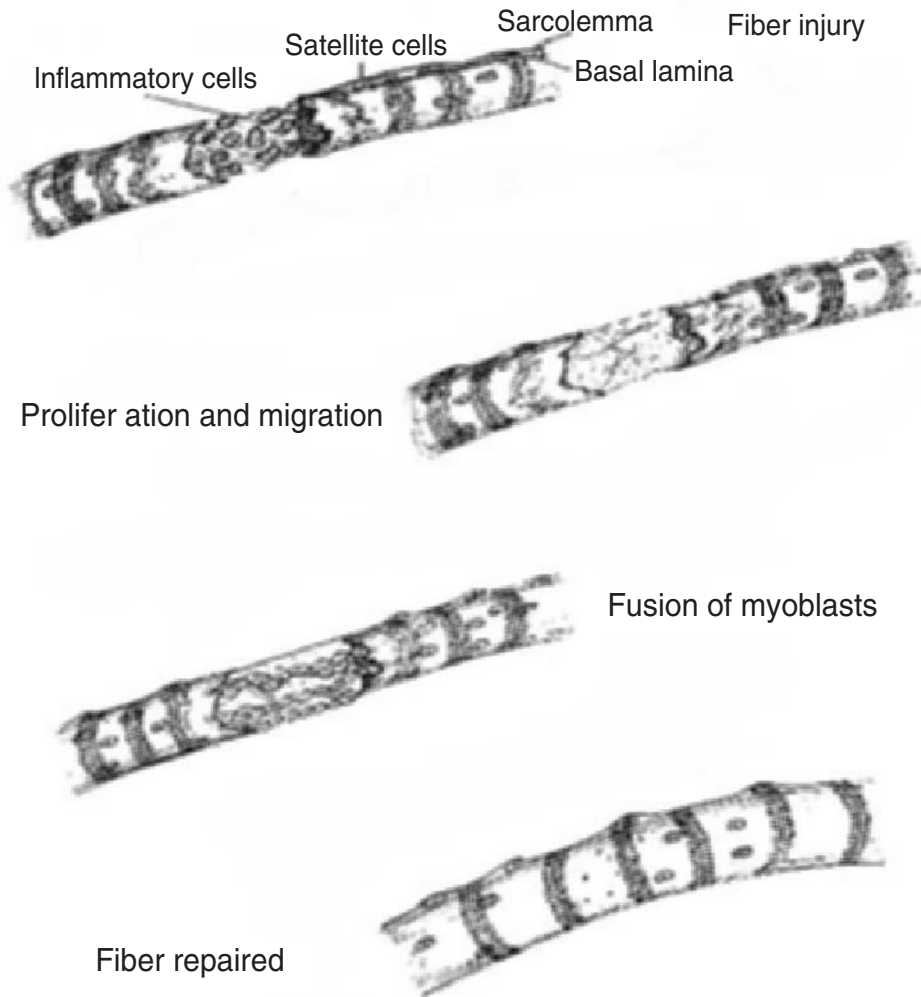 Sarcolemma
Fiber injury
Satellite cells
Inflammatory cells
Basal lamina
Prolifer ation and migration
Fusion of myoblasts
Fiber repaired